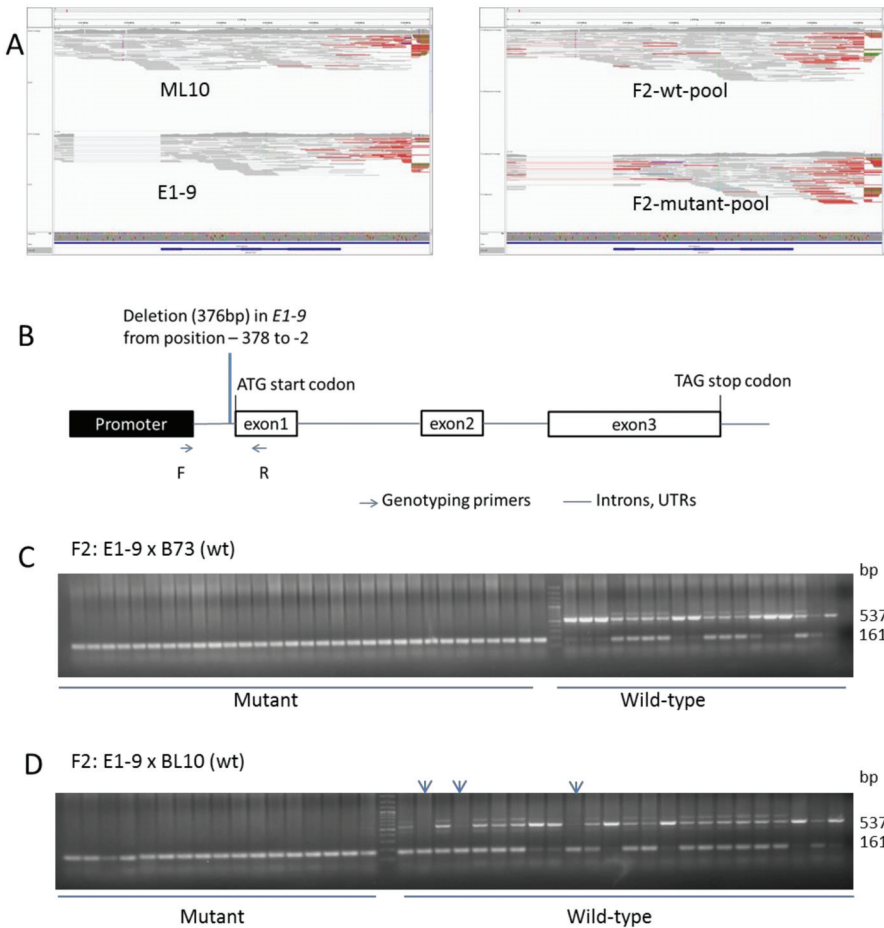 A
ML10
E1-9
F2-wt-pool
F2-mutant-pool
B
Deletion (376bp) in E1-9
from position – 378 to -2
ATG start codon
TAG stop codon
Promoter
exon1
exon2
exon3
F
R
Genotyping primers
Introns, UTRs
C
F2: E1-9 x B73 (wt)
bp
537
161
Mutant
Wild-type
D
F2: E1-9 x BL10 (wt)
bp
537
161
Mutant
Wild-type